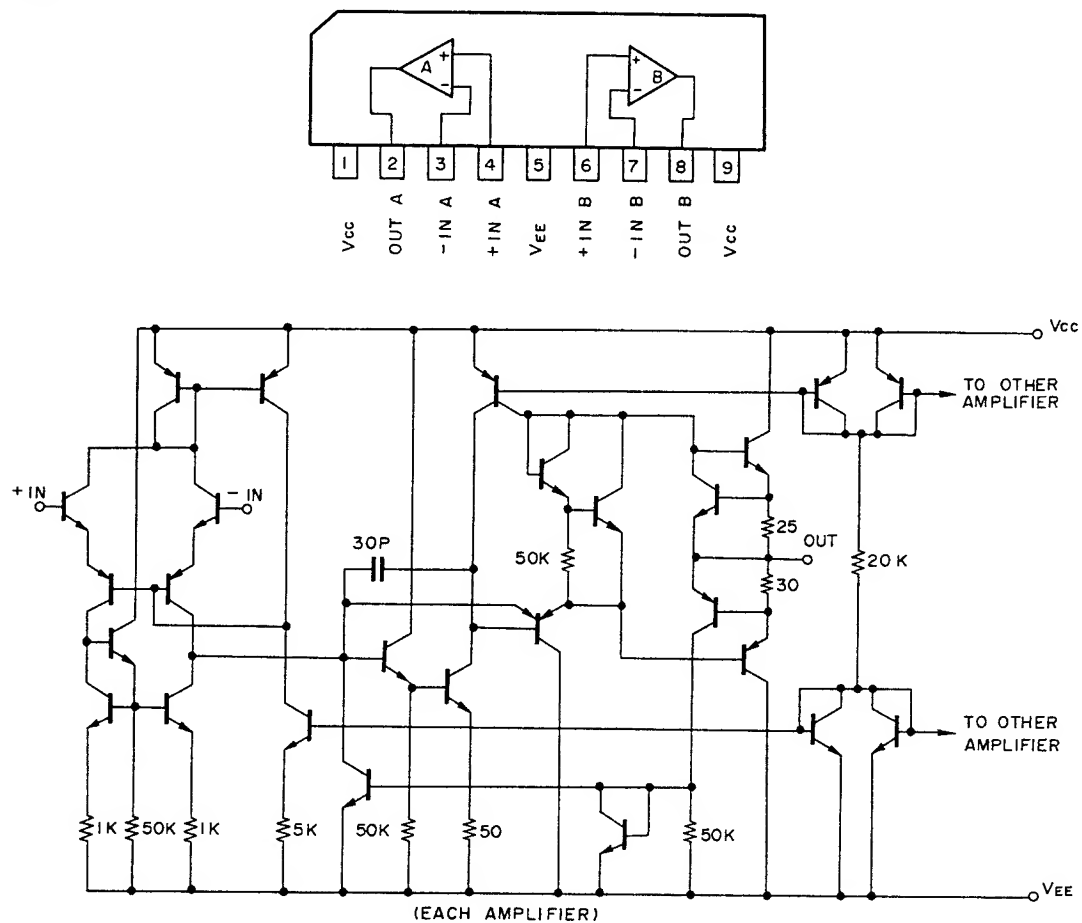 A
+
-
B
+
-
1 2 3 4 5 6 7 8 9
VCC
OUT A
-IN A
+IN A
VEE
+IN B
-IN B
OUT B
VCC
VCC
TO OTHER
AMPLIFIER
+ IN
- IN
25
OUT
30P
50K
30
20K
TO OTHER
AMPLIFIER
1K
50K
1K
5K
50K
50
50K
VEE
(EACH AMPLIFIER)